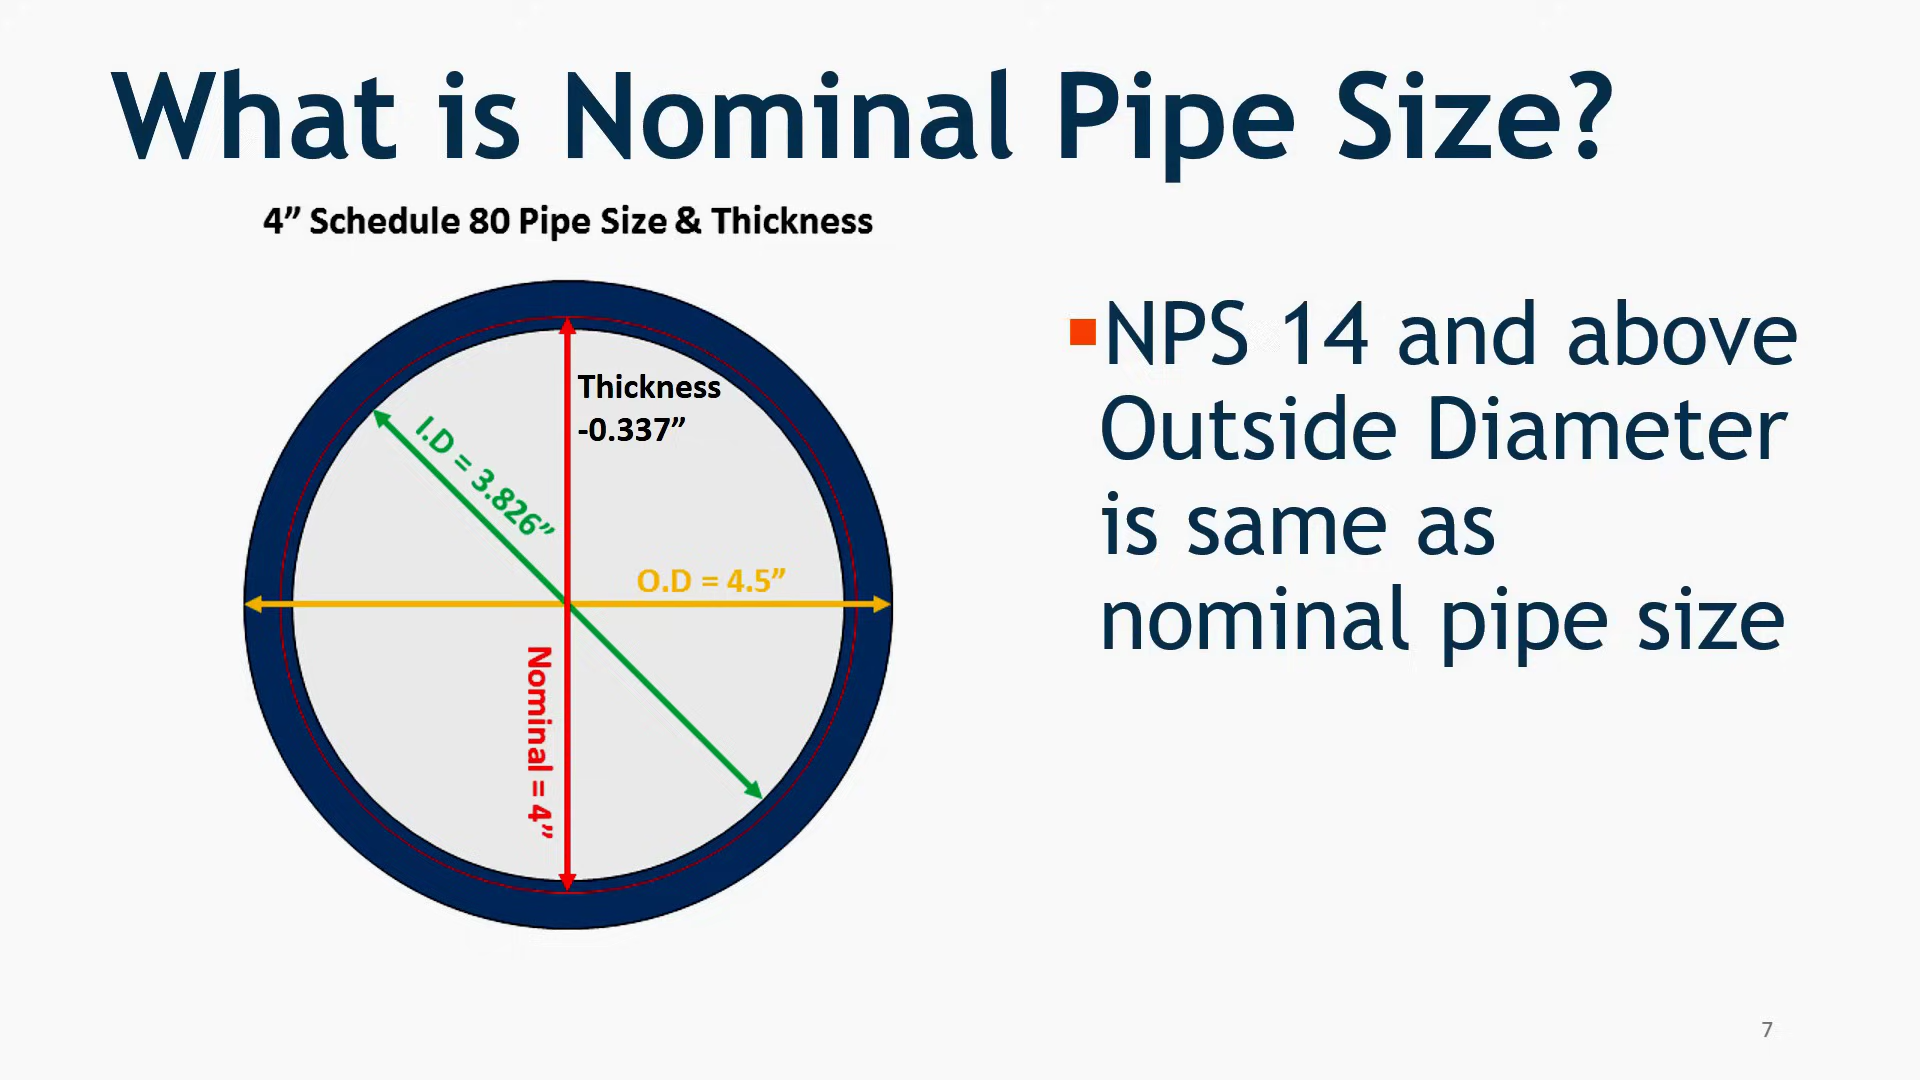 What is Nominal Pipe Size?
4” Schedule 80 Pipe Size & Thickness
Thickness
-0.337”
I.D = 3.826”
O.D = 4.5”
Nominal = 4”
NPS 14 and above
Outside Diameter
is same as
nominal pipe size
7